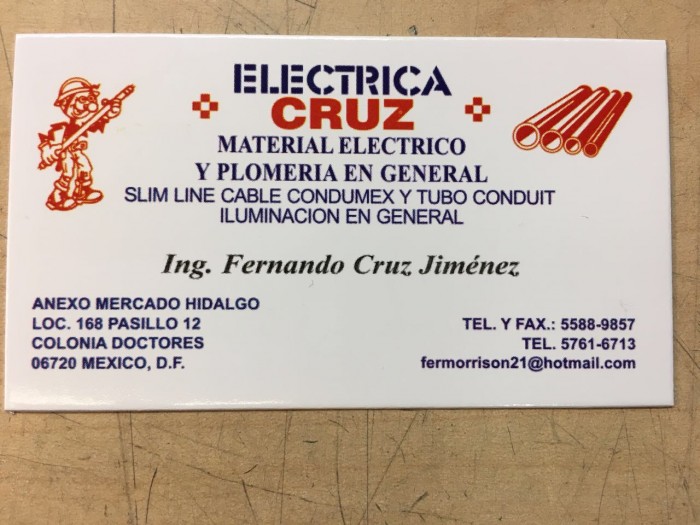 ELECTRICA
CRUZ
MATERIAL ELECTRICO
Y PLOMERIA EN GENERAL
SLIM LINE CABLE CONDUMEX Y TUBO CONDUIT
ILUMINACION EN GENERAL
Ing. Fernando Cruz Jiménez
ANEXO MERCADO HIDALGO
LOC. 168 PASILLO 12
COLONIA DOCTORES
06720 MEXICO, D.F.
TEL. Y FAX.: 5588-9857
TEL. 5761-6713
fermorrison21@hotmail.com